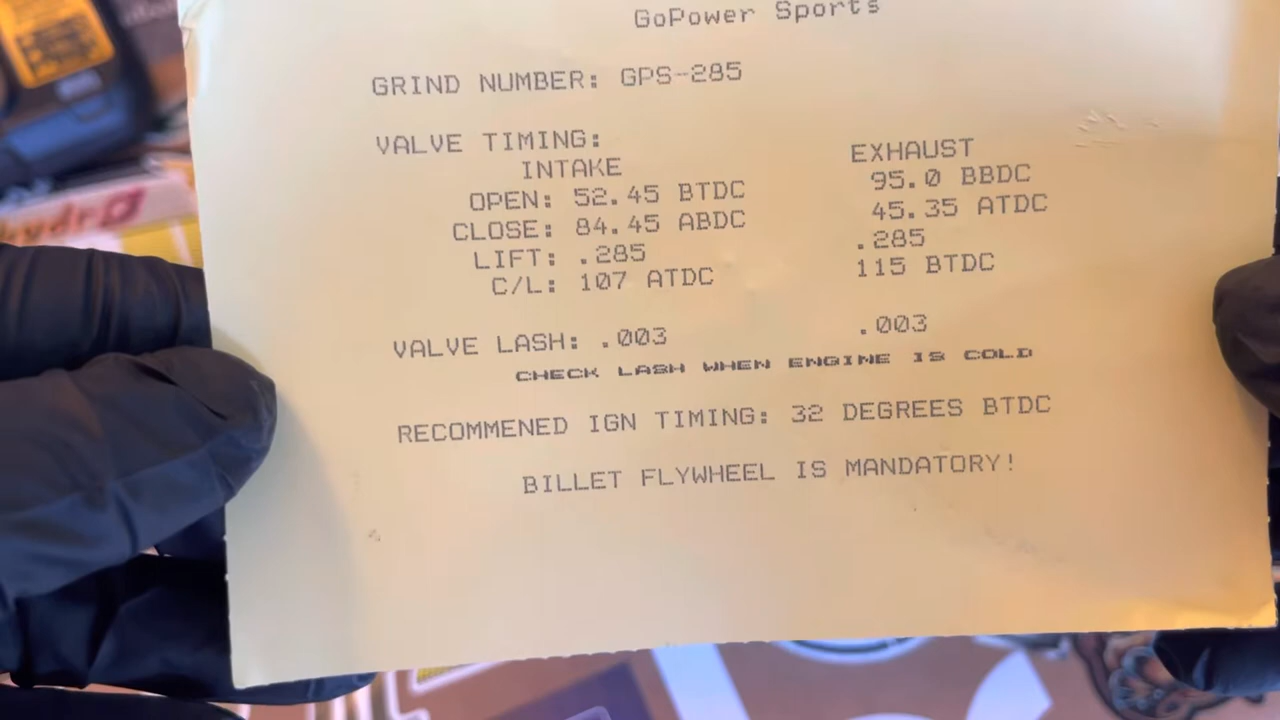 GoPower Sports
GRIND NUMBER: GPS-285
VALVE TIMING:
INTAKE EXHAUST
OPEN: 52.45 BTDC 95.0 BBDC
CLOSE: 84.45 ABDC 45.35 ATDC
LIFT: .285 .285
C/L: 107 ATDC 115 BTDC
VALVE LASH: .003 .003
CHECK LASH WHEN ENGINE IS COLD
RECOMMENED IGN TIMING: 32 DEGREES BTDC
BILLET FLYWHEEL IS MANDATORY!